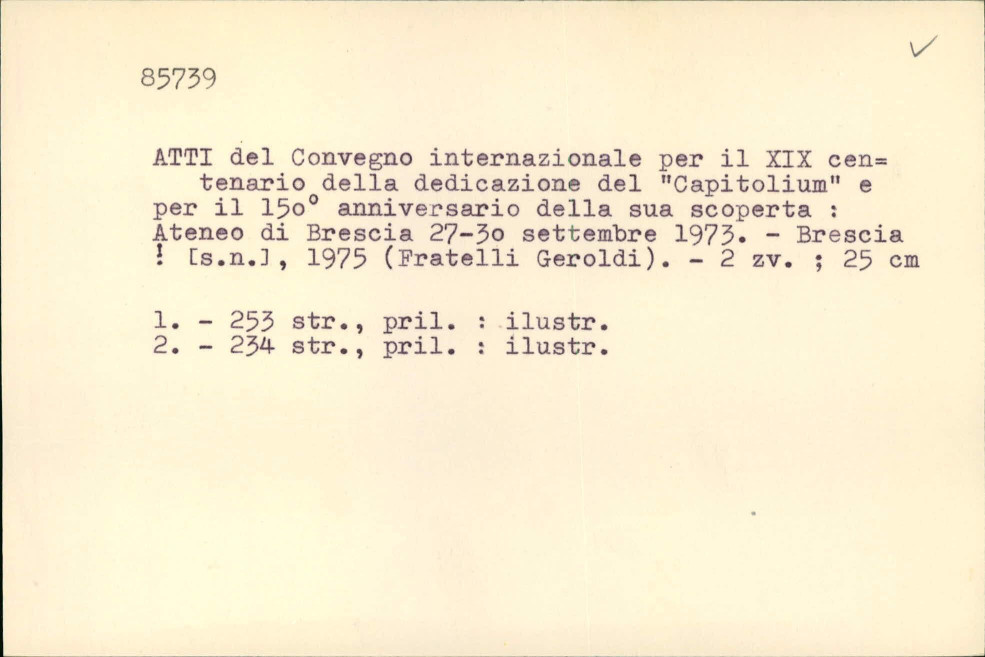 85739
ATTI del Convegno internazionale per il XIX cen=
tenario della dedicazione del "Capitolium" e
per il 150° anniversario della sua scoperta :
Ateneo di Brescia 27-30 settembre 1973. - Brescia
: [s.n.], 1975 (Fratelli Geroldi). - 2 zv. ; 25 cm
1. - 253 str., pril. : ilustr.
2. - 234 str., pril. : ilustr.